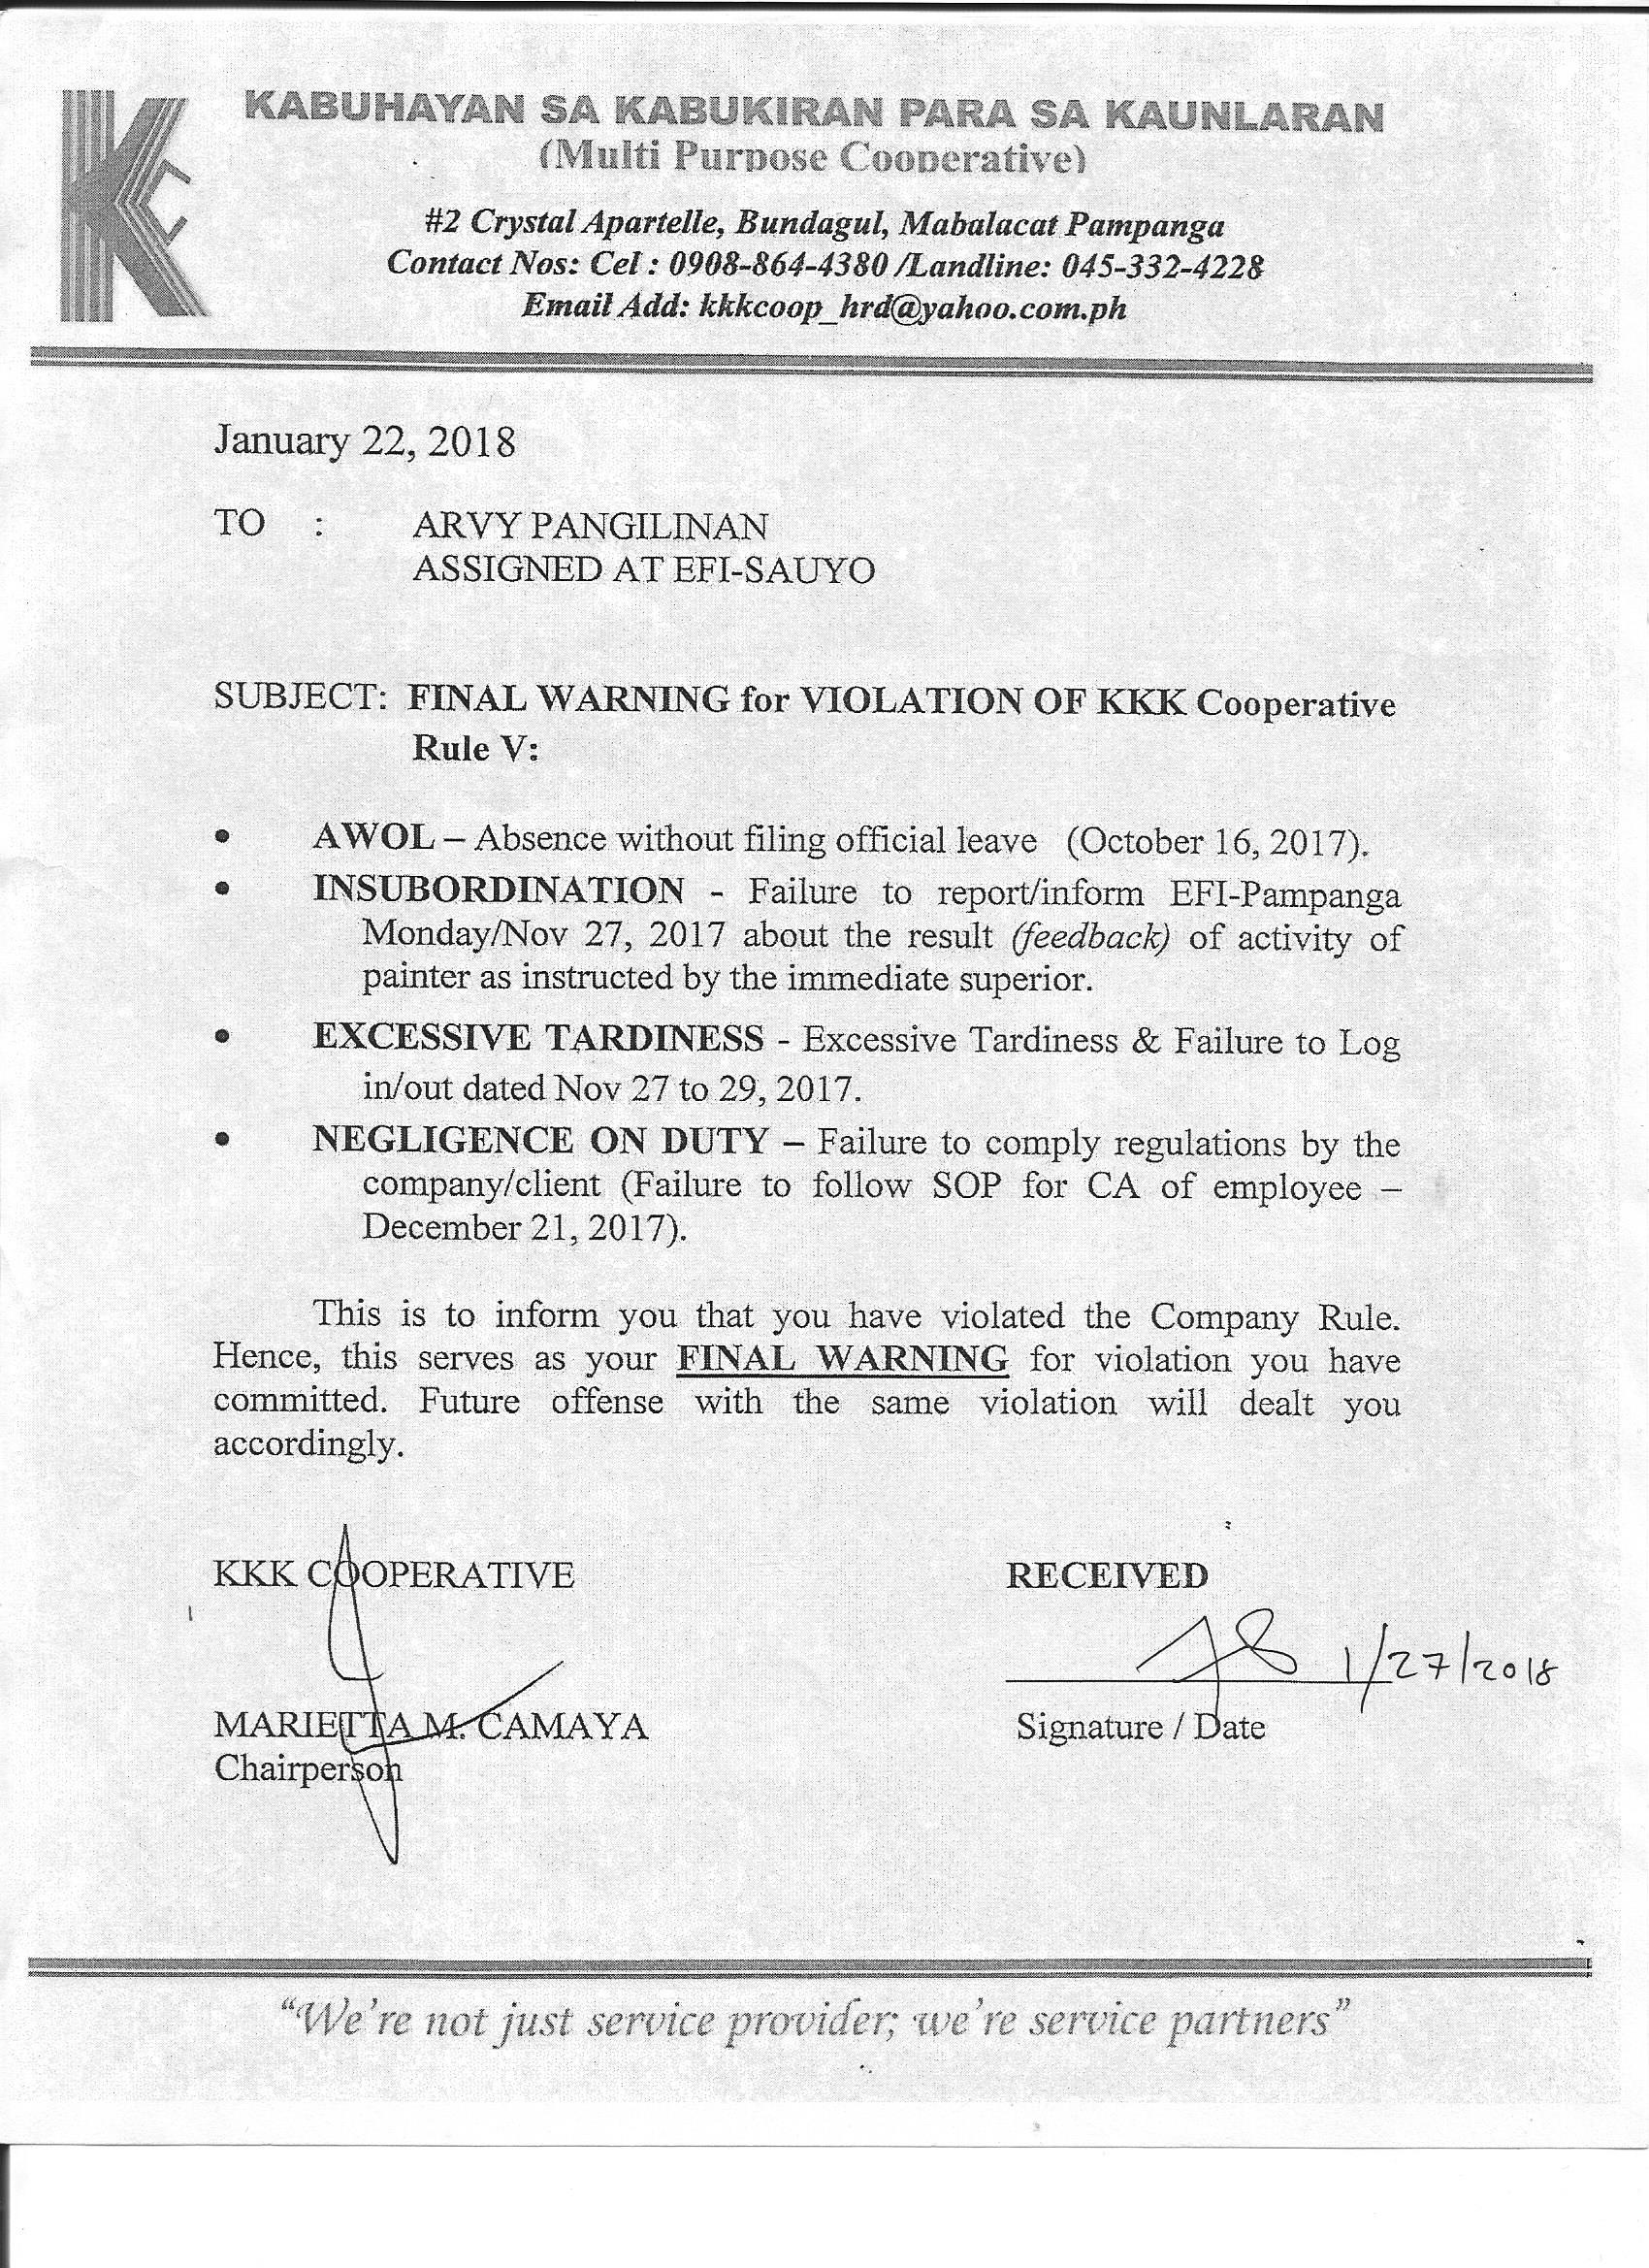 KABUHAYAN SA KABUKIRAN PARA SA KAUNLARAN
(Multi Purpose Cooperative)
#2 Crystal Apartelle, Bundagul, Mabalacat Pampanga
Contact Nos: Cel : 0908-864-4380 /Landline: 045-332-4228
Email Add: kkkcoop_hrd@yahoo.com.ph
January 22, 2018
TO : ARVY PANGILINAN
ASSIGNED AT EFI-SAUYO
SUBJECT: FINAL WARNING for VIOLATION OF KKK Cooperative
Rule V:
• AWOL – Absence without filing official leave (October 16, 2017).
• INSUBORDINATION - Failure to report/inform EFI-Pampanga
Monday/Nov 27, 2017 about the result (feedback) of activity of
painter as instructed by the immediate superior.
• EXCESSIVE TARDINESS - Excessive Tardiness & Failure to Log
in/out dated Nov 27 to 29, 2017.
• NEGLIGENCE ON DUTY – Failure to comply regulations by the
company/client (Failure to follow SOP for CA of employee –
December 21, 2017).
This is to inform you that you have violated the Company Rule.
Hence, this serves as your FINAL WARNING for violation you have
committed. Future offense with the same violation will dealt you
accordingly.
KKK COOPERATIVE RECEIVED
1/27/2018
MARIETTA M. CAMAYA Signature / Date
Chairperson
“We're not just service provider; we're service partners”